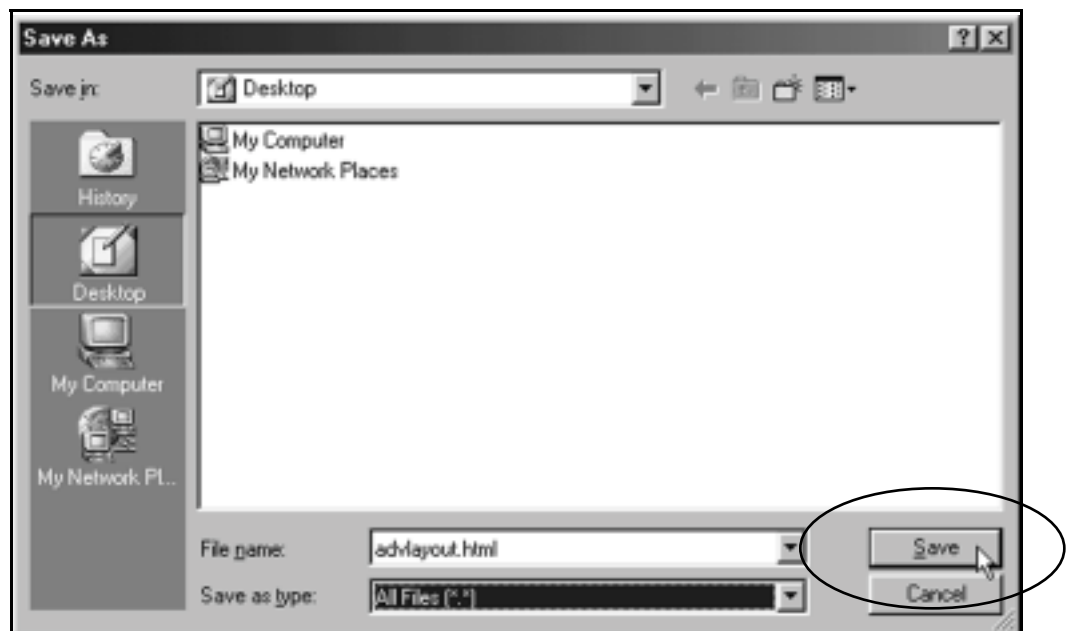 Save As
Save in:
Desktop
My Computer
My Network Places
History
Desktop
My Computer
My Network Pl...
File name:
advlayout.html
Save
Save as type:
All Files (*.*)
Cancel